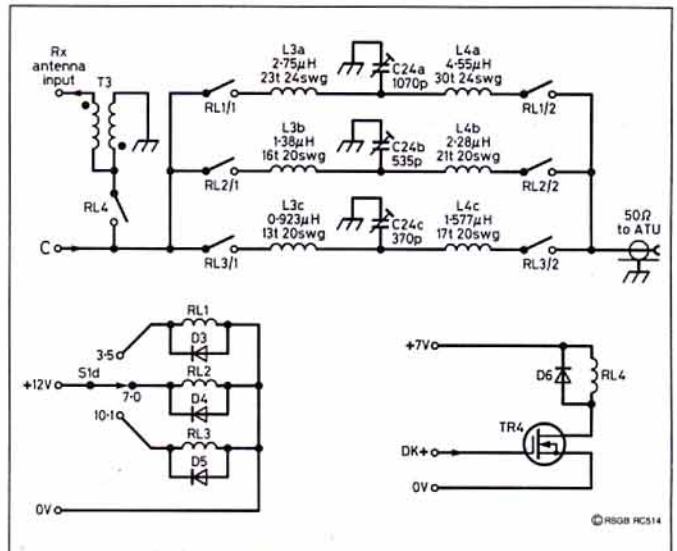 Rx
antenna
input
T3
RL4
C
RL1/1
L3a
2·75µH
23t 24swg
C24a
1070p
L4a
4·55µH
30t 24swg
RL1/2
RL2/1
L3b
1·38µH
16t 20swg
C24b
535p
L4b
2·28µH
21t 20swg
RL2/2
RL3/1
L3c
0·923µH
13t 20swg
C24c
370p
L4c
1·577µH
17t 20swg
RL3/2
50Ω
to ATU
+12V
S1d
3·5
7·0
10·1
RL1
D3
RL2
D4
RL3
D5
0V
+7V
D6
RL4
TR4
DK+
0V
© RSGB RC514